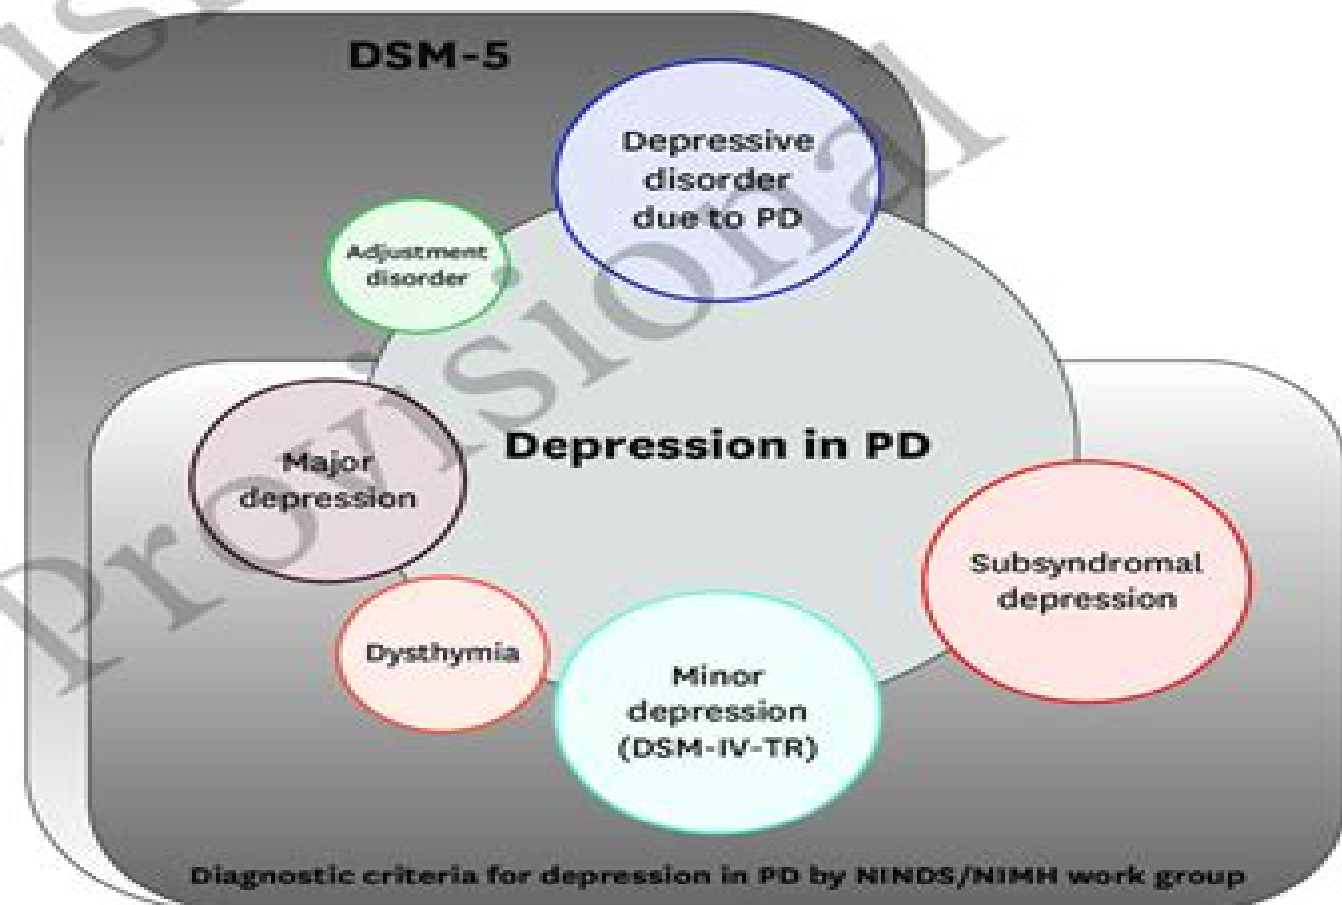 DSM-5
Depressive
disorder
due to PD
Adjustment
disorder
Depression in PD
Major
depression
Subsyndromal
depression
Dysthymia
Minor
depression
(DSM-IV-TR)
Diagnostic criteria for depression in PD by NINDS/NIMH work group
Provisional